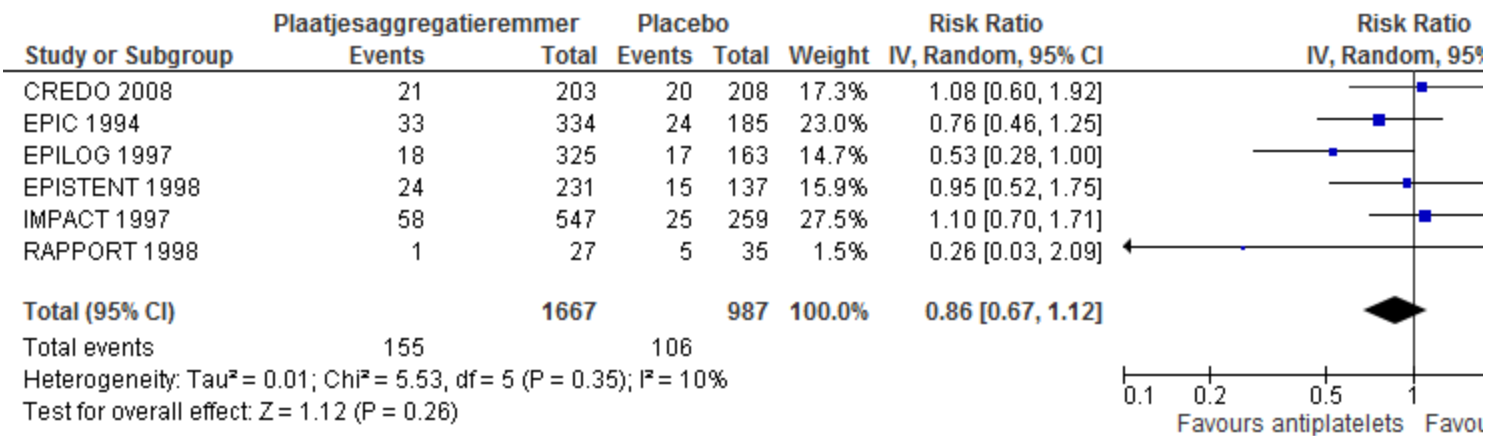 Plaatjesaggregatieremmer Placebo Risk Ratio Risk Ratio
Study or Subgroup Events Total Events Total Weight IV, Random, 95% CI IV, Random, 95%
CREDO 2008 21 203 20 208 17.3% 1.08 [0.60, 1.92]
EPIC 1994 33 334 24 185 23.0% 0.76 [0.46, 1.25]
EPILOG 1997 18 325 17 163 14.7% 0.53 [0.28, 1.00]
EPISTENT 1998 24 231 15 137 15.9% 0.95 [0.52, 1.75]
IMPACT 1997 58 547 25 259 27.5% 1.10 [0.70, 1.71]
RAPPORT 1998 1 27 5 35 1.5% 0.26 [0.03, 2.09]
Total (95% CI) 1667 987 100.0% 0.86 [0.67, 1.12]
Total events 155 106
Heterogeneity: Tau² = 0.01; Chi² = 5.53, df = 5 (P = 0.35); I² = 10%
Test for overall effect: Z = 1.12 (P = 0.26)
0.1 0.2 0.5 1
Favours antiplatelets Favou